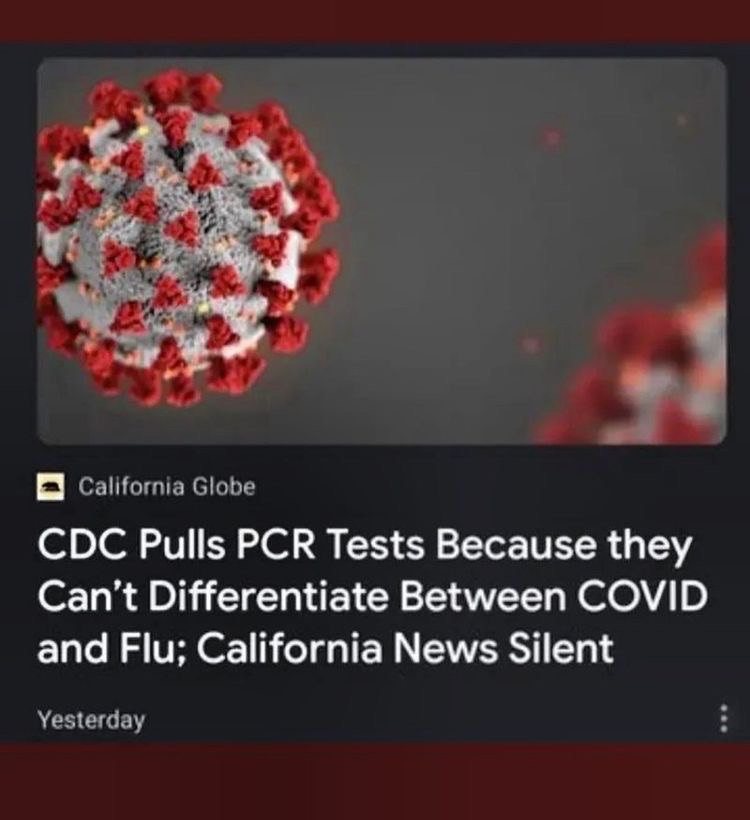 California Globe
CDC Pulls PCR Tests Because they
Can't Differentiate Between COVID
and Flu; California News Silent
Yesterday